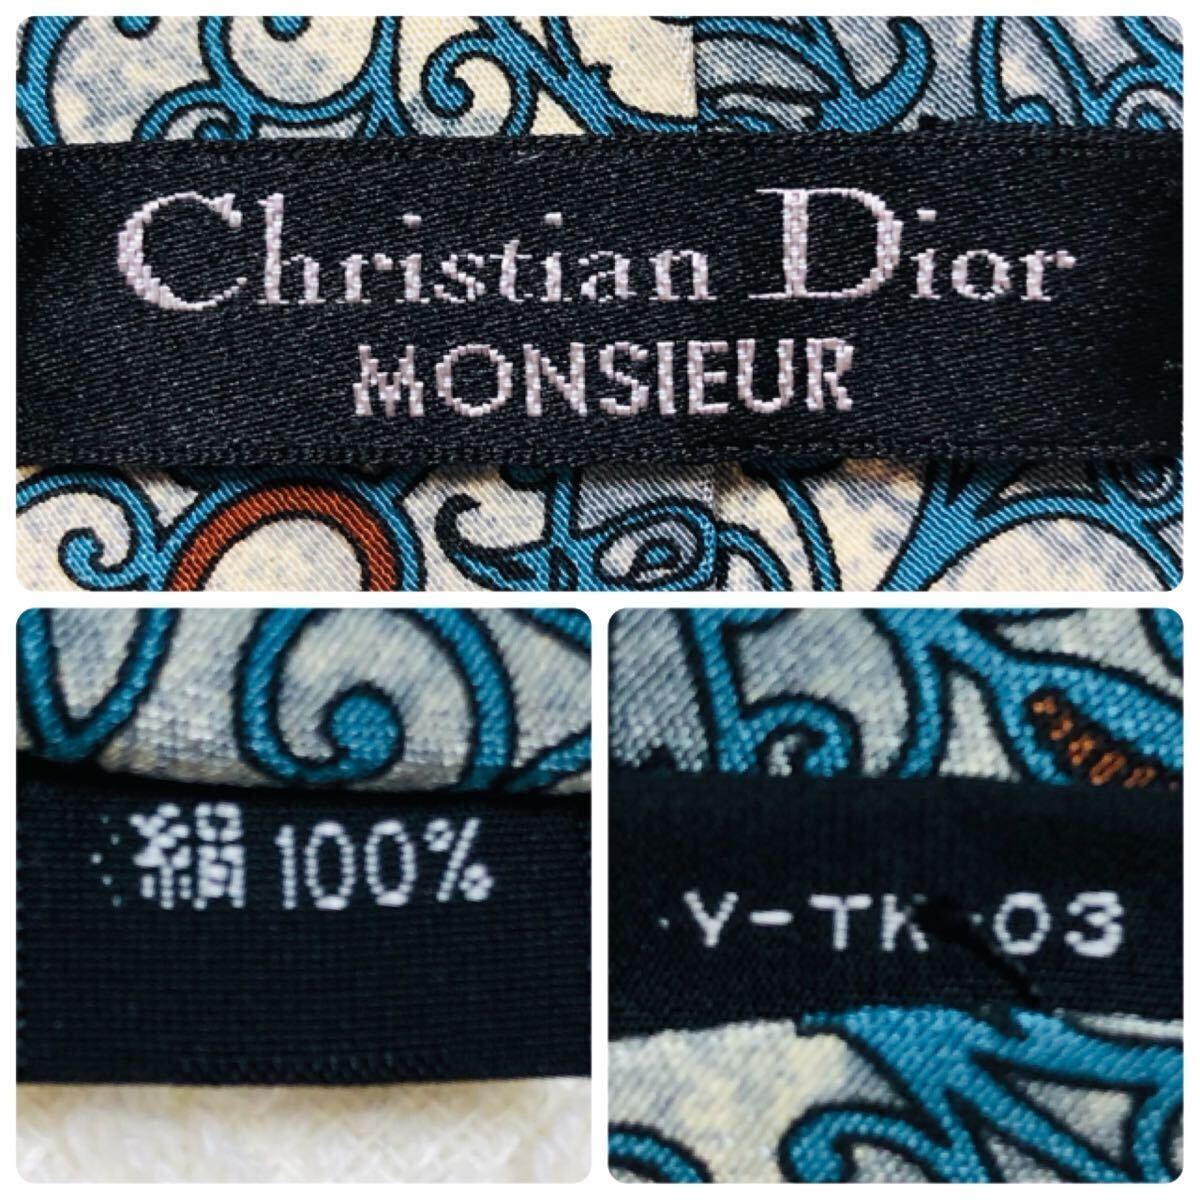 Christian Dior
MONSIEUR
絹 100%
Y-TK 03